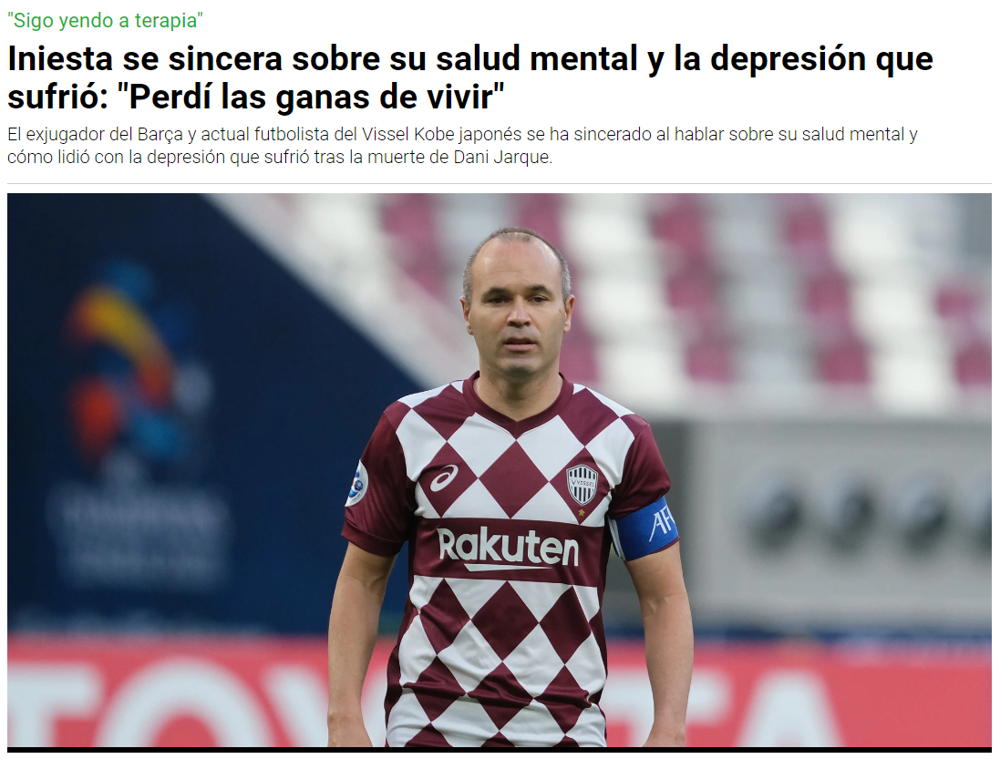 "Sigo yendo a terapia"
Iniesta se sincera sobre su salud mental y la depresión que
sufrió: "Perdí las ganas de vivir"
El exjugador del Barça y actual futbolista del Vissel Kobe japonés se ha sincerado al hablar sobre su salud mental y
cómo lidió con la depresión que sufrió tras la muerte de Dani Jarque.
VISSEL
AF
Rakuten
TOYOTA